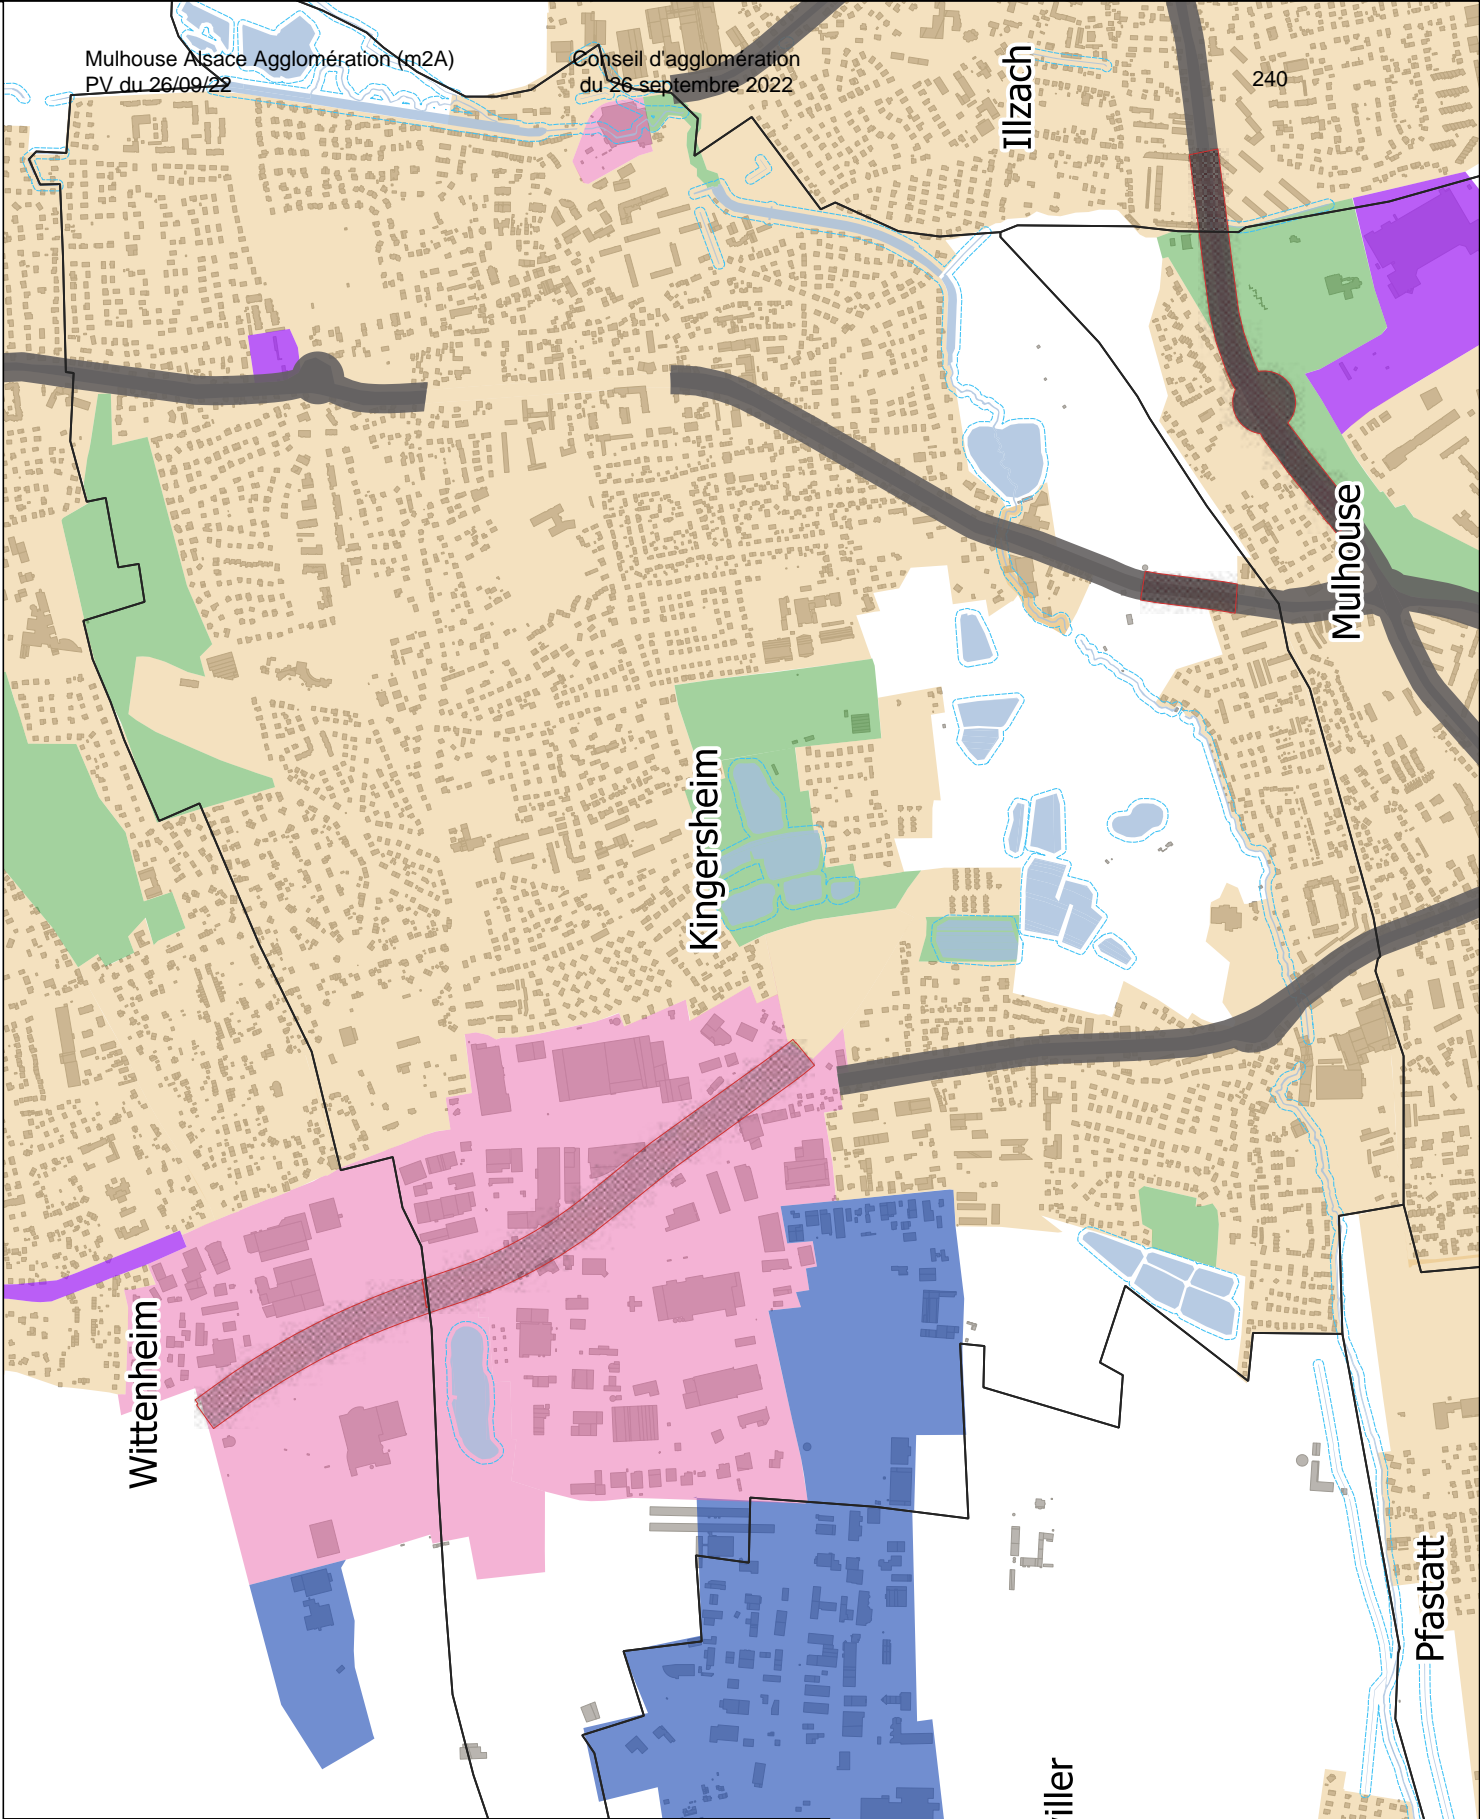 Mulhouse Alsace Agglomération (m2A)
PV du 26/09/22
Conseil d'agglomération
du 26 septembre 2022
240
Illzach
Mulhouse
Kingersheim
Wittenheim
Pfastatt
iller